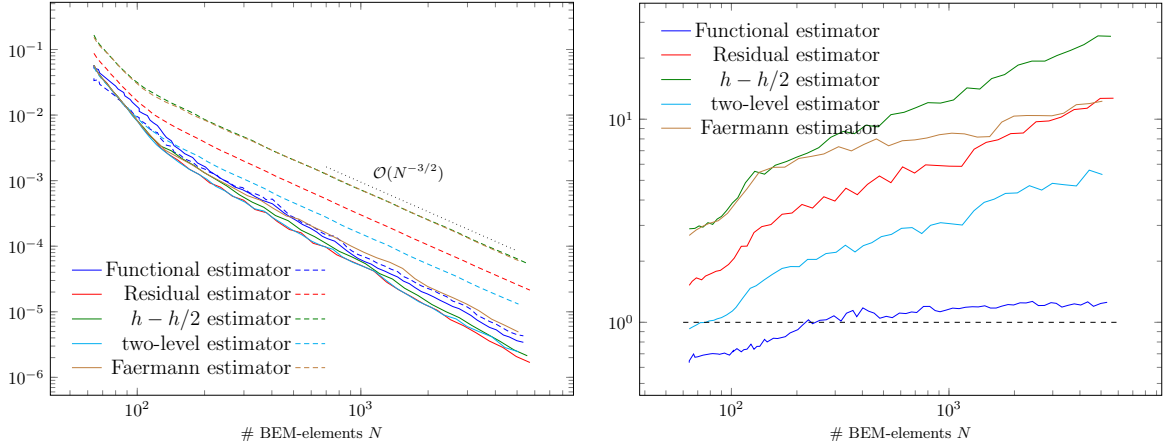 10^{-1}
10^{-2}
10^{-3}
10^{-4}
10^{-5}
10^{-6}
10^2
10^3
# BEM-elements N
𝒪(N^{-3/2})
Functional estimator
Residual estimator
h − h/2 estimator
two-level estimator
Faermann estimator
10^2
10^3
10^1
10^0
# BEM-elements N
Functional estimator
Residual estimator
h − h/2 estimator
two-level estimator
Faermann estimator